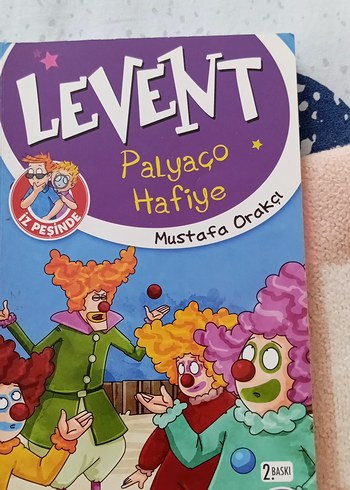 LEVENT
Palyaço
Hafiye
Mustafa Orakçı
İZ PEŞİNDE
2. BASKI